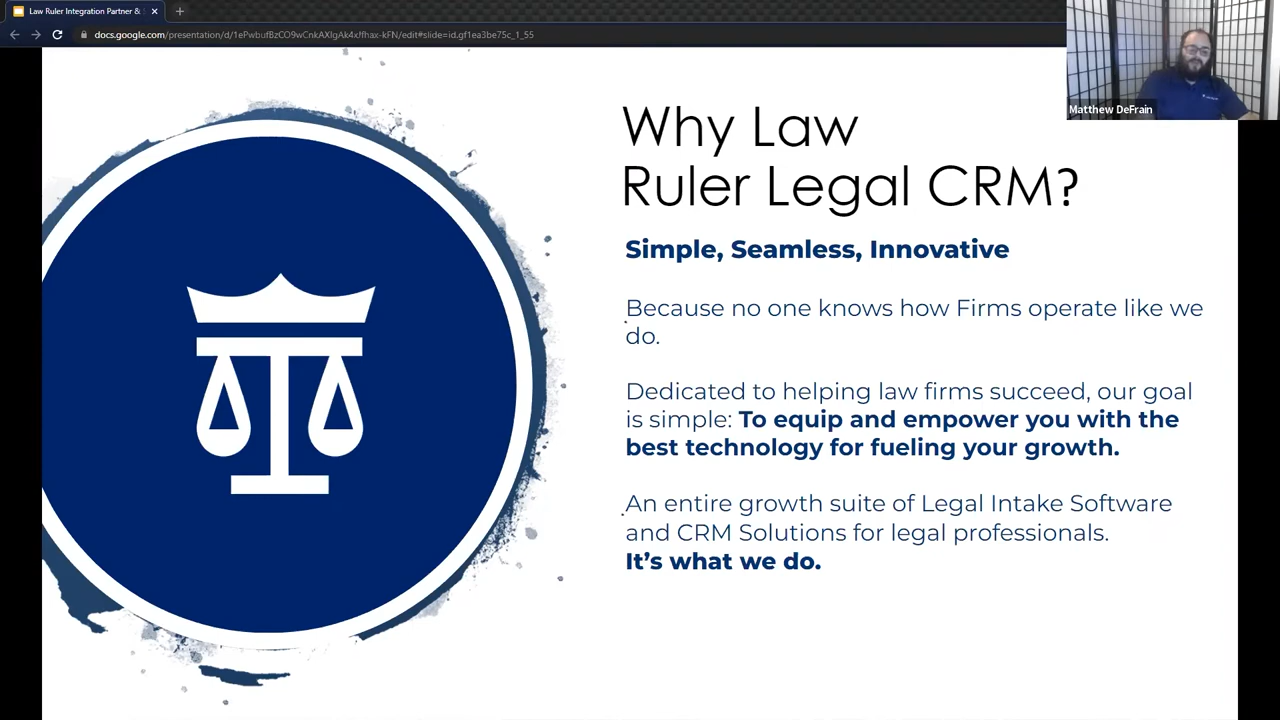 Law Ruler Integration Partner &
docs.google.com/presentation/d/1ePwbufBzCO9wCnkAXIgAk4xJfhax-kFN/edit#slide=id.gf1ea3be75c_1_55
Matthew DeFrain
Why Law
Ruler Legal CRM?
Simple, Seamless, Innovative
Because no one knows how Firms operate like we
do.
Dedicated to helping law firms succeed, our goal
is simple: To equip and empower you with the
best technology for fueling your growth.
An entire growth suite of Legal Intake Software
and CRM Solutions for legal professionals.
It’s what we do.